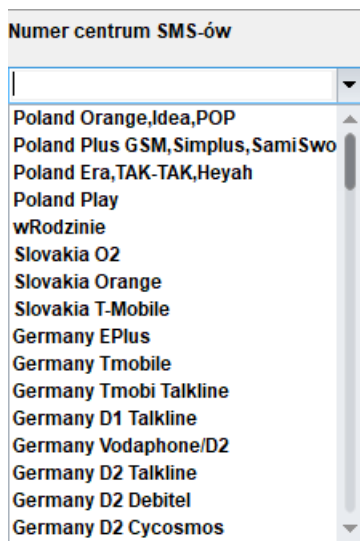 Numer centrum SMS-ów
Poland Orange,Idea,POP
Poland Plus GSM,Simplus,SamiSwo
Poland Era,TAK-TAK,Heyah
Poland Play
wRodzinie
Slovakia O2
Slovakia Orange
Slovakia T-Mobile
Germany EPlus
Germany Tmobile
Germany Tmobi Talkline
Germany D1 Talkline
Germany Vodaphone/D2
Germany D2 Talkline
Germany D2 Debitel
Germany D2 Cycosmos